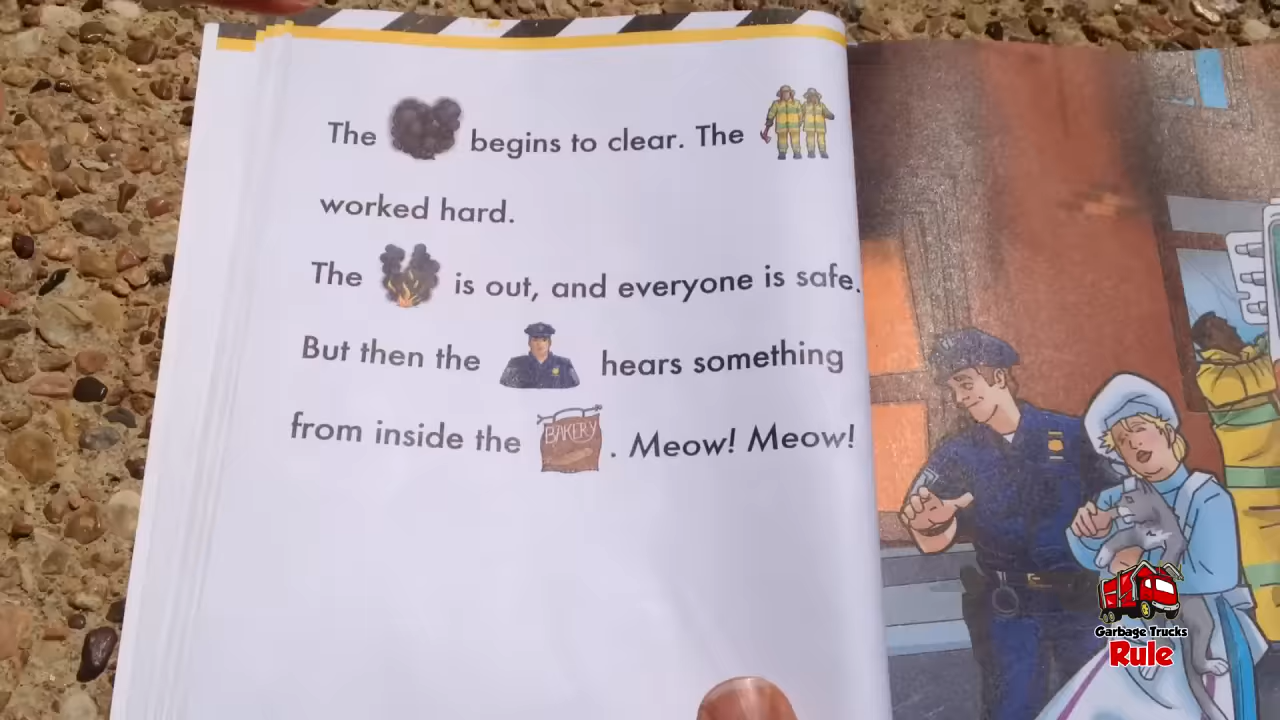 The begins to clear. The
worked hard.
The is out, and everyone is safe.
But then the hears something
from inside the BAKERY . Meow! Meow!
Garbage Trucks
Rule